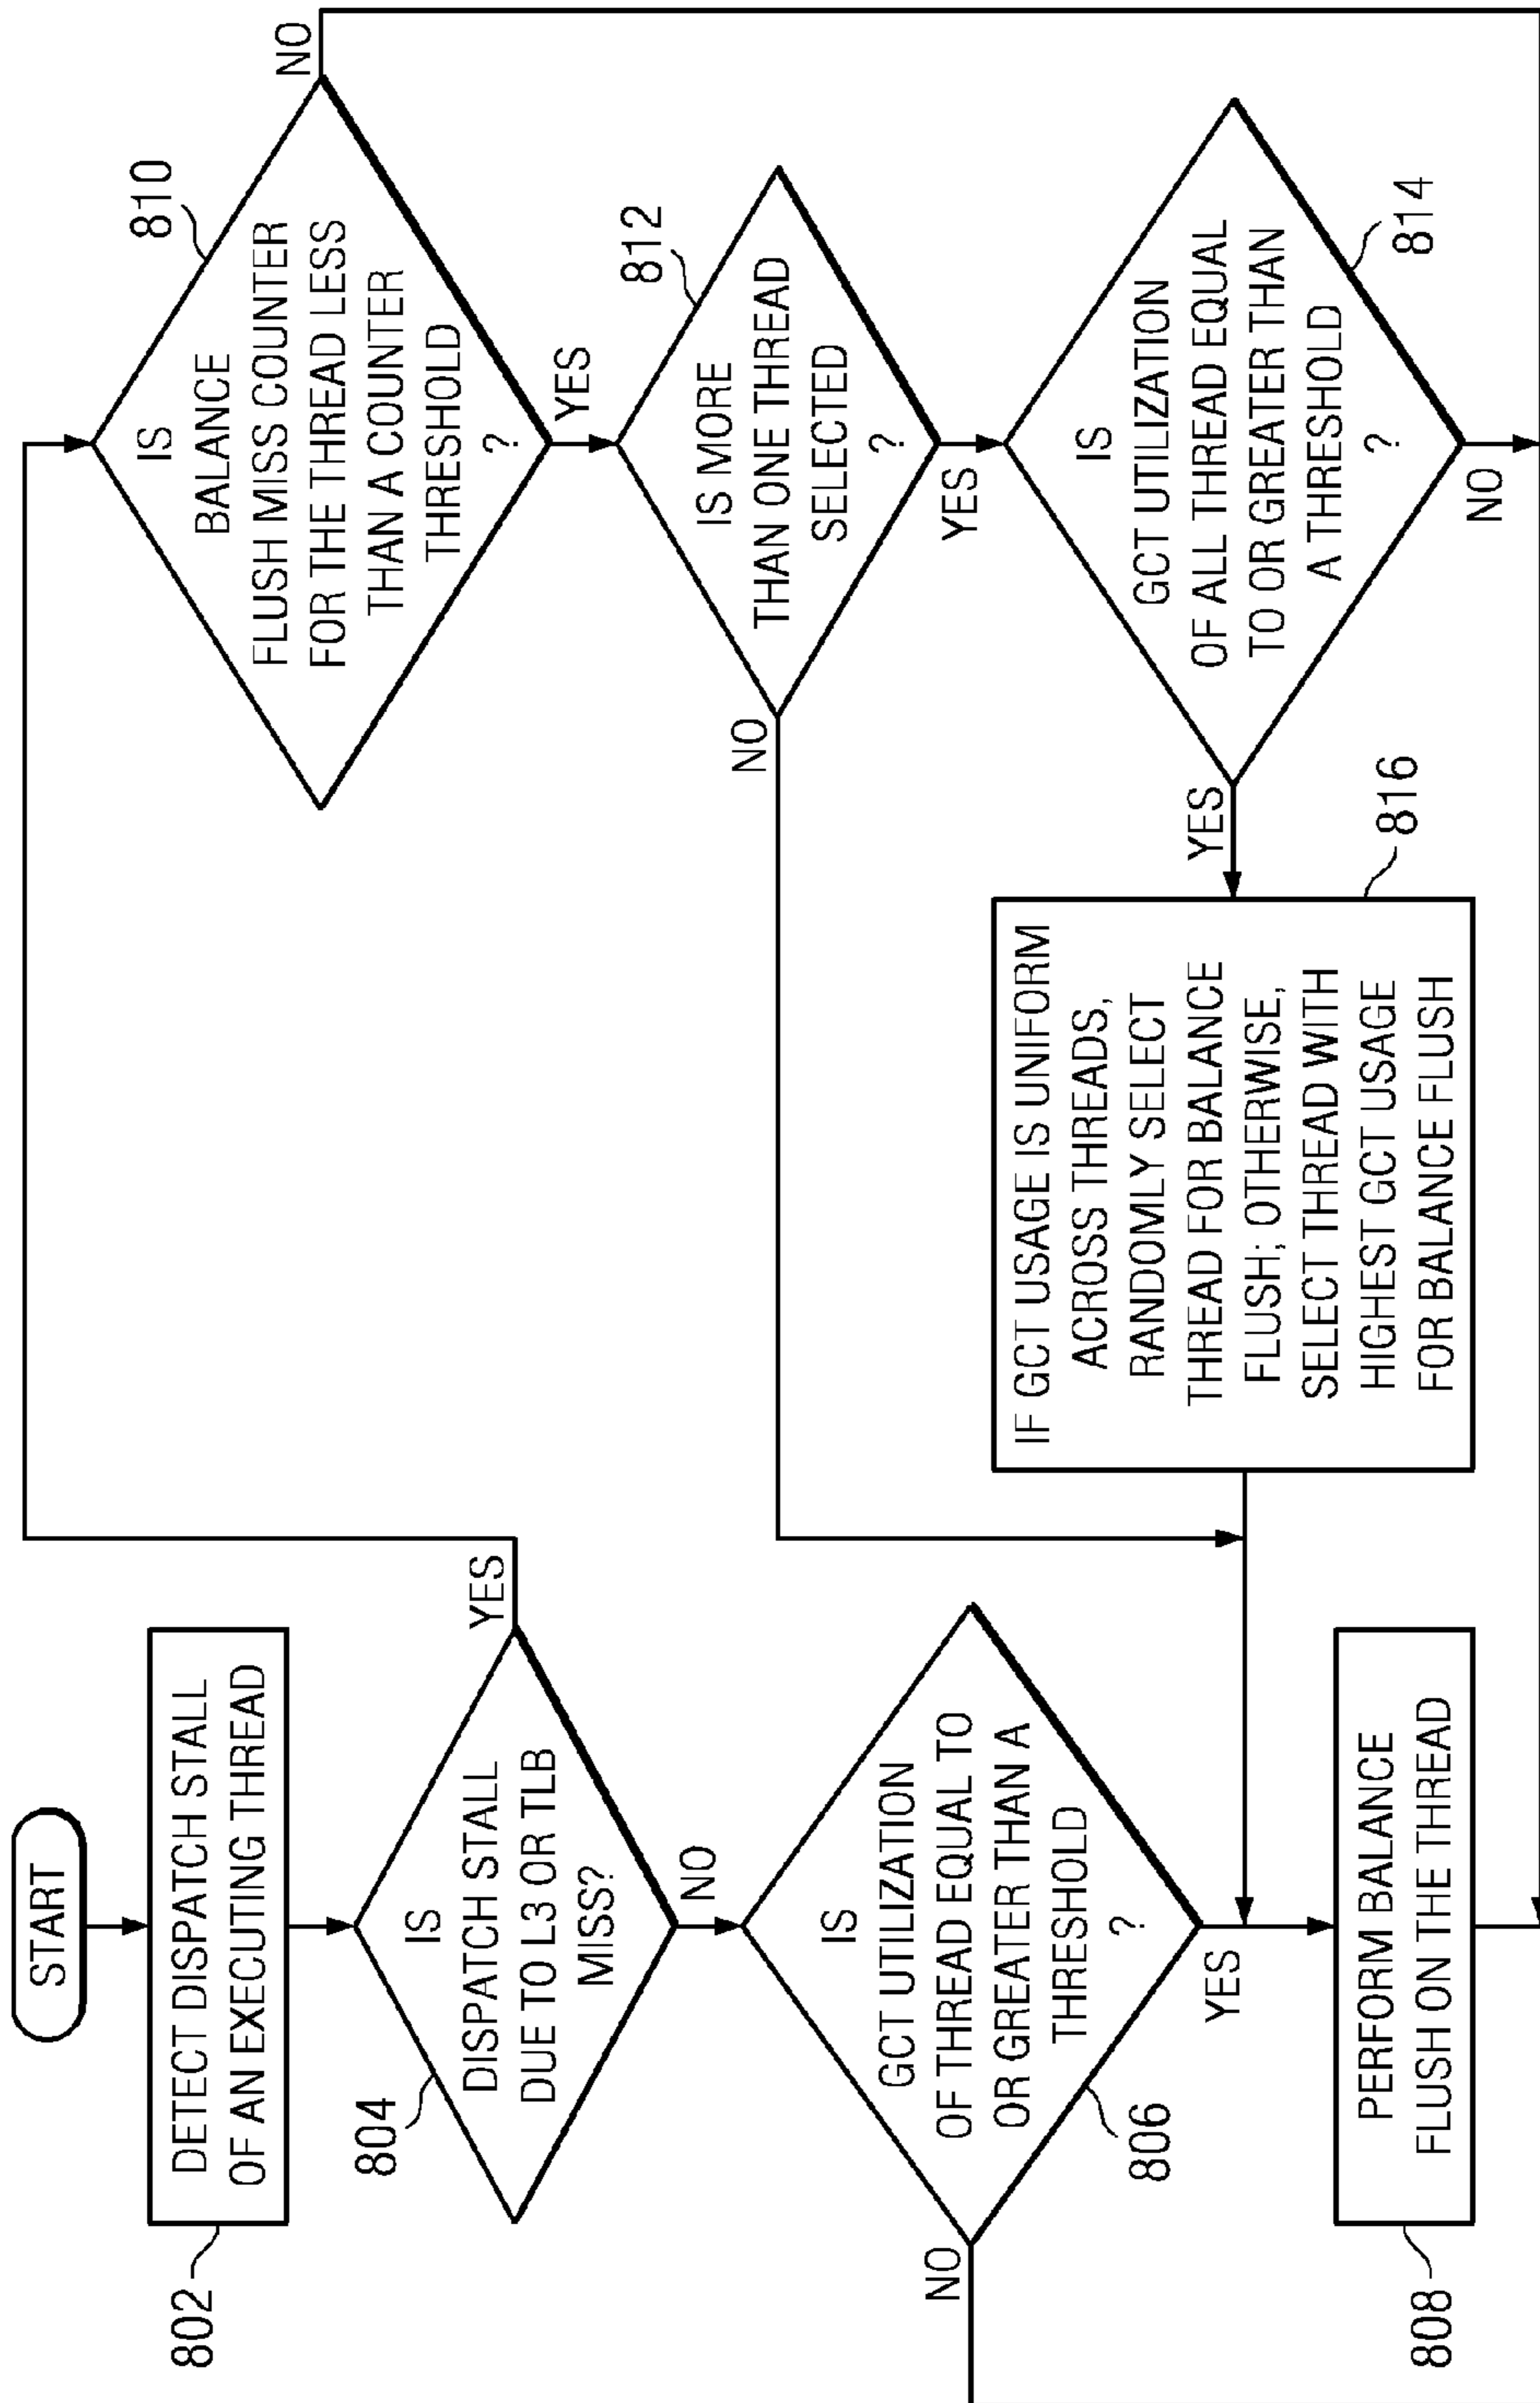 START
DETECT DISPATCH STALL
OF AN EXECUTING THREAD
802
IS
DISPATCH STALL
DUE TO L3 OR TLB
MISS?
804
YES
NO
IS
GCT UTILIZATION
OF THREAD EQUAL TO
OR GREATER THAN A
THRESHOLD
?
806
NO
YES
PERFORM BALANCE
FLUSH ON THE THREAD
808
IS
BALANCE
FLUSH MISS COUNTER
FOR THE THREAD LESS
THAN A COUNTER
THRESHOLD
?
810
NO
YES
IS MORE
THAN ONE THREAD
SELECTED
?
812
NO
YES
IS
GCT UTILIZATION
OF ALL THREAD EQUAL
TO OR GREATER THAN
A THRESHOLD
?
814
YES
NO
IF GCT USAGE IS UNIFORM
ACROSS THREADS,
RANDOMLY SELECT
THREAD FOR BALANCE
FLUSH; OTHERWISE,
SELECT THREAD WITH
HIGHEST GCT USAGE
FOR BALANCE FLUSH
816